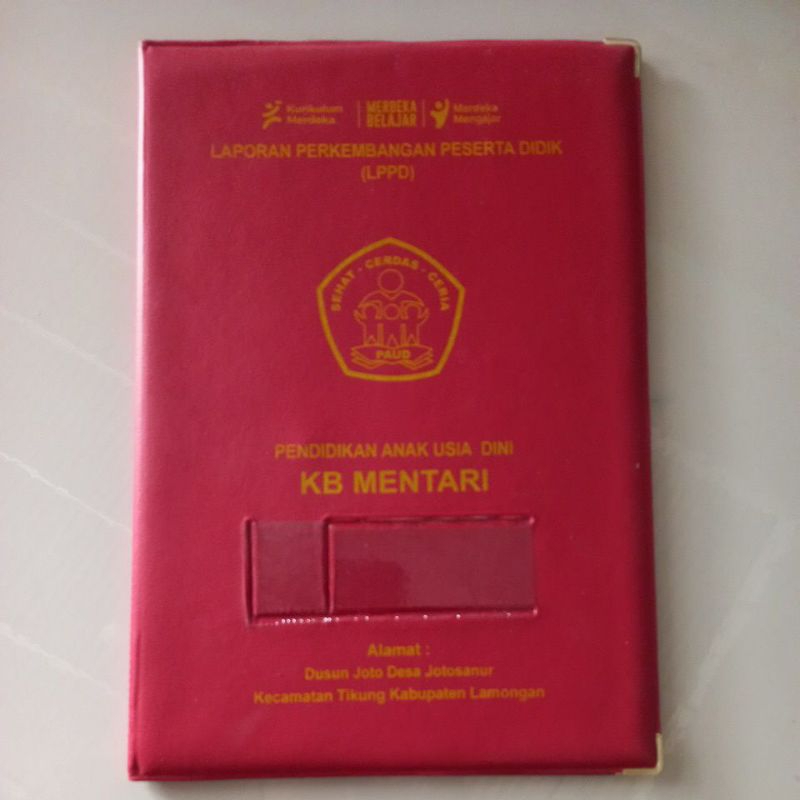 Kurikulum Merdeka
MERDEKA BELAJAR
Merdeka Mengajar
LAPORAN PERKEMBANGAN PESERTA DIDIK
(LPPD)
SEHAT - CERDAS - CERIA
PAUD
PENDIDIKAN ANAK USIA DINI
KB MENTARI
Alamat :
Dusun Joto Desa Jotosanur
Kecamatan Tikung Kabupaten Lamongan